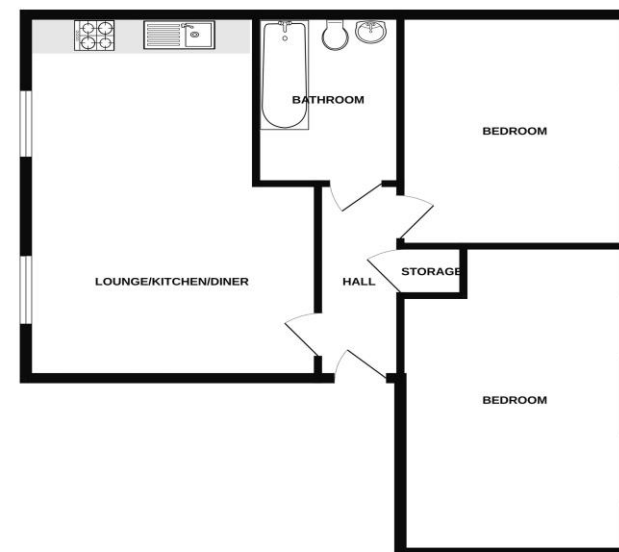 BATHROOM
BEDROOM
LOUNGE/KITCHEN/DINER
HALL
STORAGE
BEDROOM